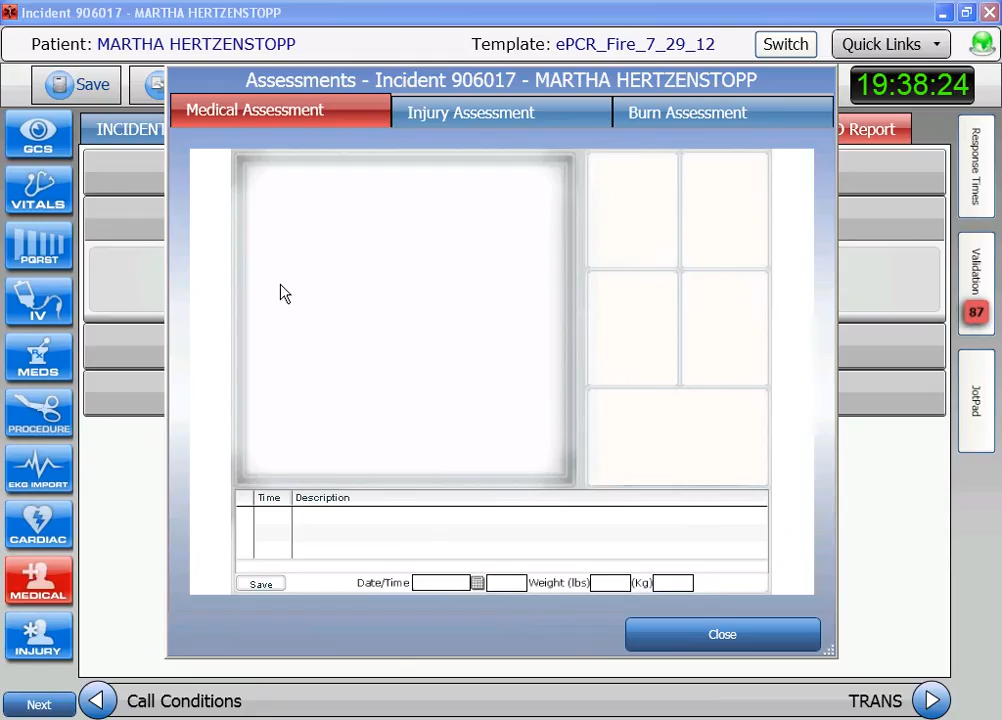 Incident 906017 - MARTHA HERTZENSTOPP
Patient: MARTHA HERTZENSTOPP
Template: ePCR_Fire_7_29_12
Switch
Quick Links
Save
Assessments - Incident 906017 - MARTHA HERTZENSTOPP
19:38:24
Medical Assessment
Injury Assessment
Burn Assessment
INCIDENT
Report
GCS
VITALS
PQRST
IV
MEDS
PROCEDURE
EKG IMPORT
CARDIAC
MEDICAL
INJURY
Response Times
Validation
87
JotPad
Time
Description
Save
Date/Time
Weight (lbs)
(Kg)
Close
Next
Call Conditions
TRANS